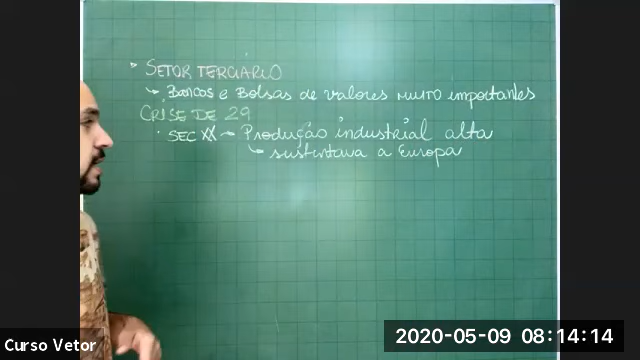 • SETOR TERCIÁRIO
↳ BANCOS e Bolsas de valores muito importantes
CRISE DE 29
· SEC XX → Produção industrial alta
↳ sustentava a Europa
Curso Vetor
2020-05-09 08:14:14